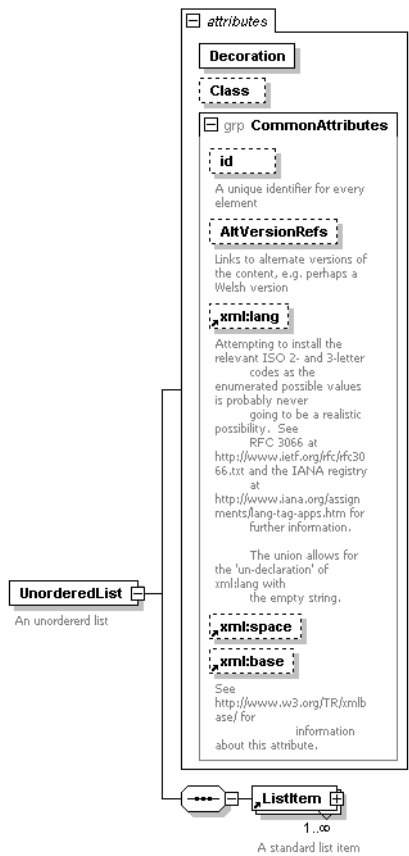 attributes
Decoration
Class
grp CommonAttributes
id
A unique identifier for every
element
AltVersionRefs
Links to alternate versions of
the content, e.g. perhaps a
Welsh version
xml:lang
Attempting to install the
relevant ISO 2- and 3-letter
codes as the
enumerated possible values
is probably never
going to be a realistic
possibility. See
RFC 3066 at
http://www.ietf.org/rfc/rfc30
66.txt and the IANA registry
at
http://www.iana.org/assign
ments/lang-tag-apps.htm for
further information.
The union allows for
the 'un-declaration' of
xml:lang with
the empty string.
UnorderedList
An unordererd list
xml:space
xml:base
See
http://www.w3.org/TR/xmlb
ase/ for
information
about this attribute.
ListItem
1..∞
A standard list item